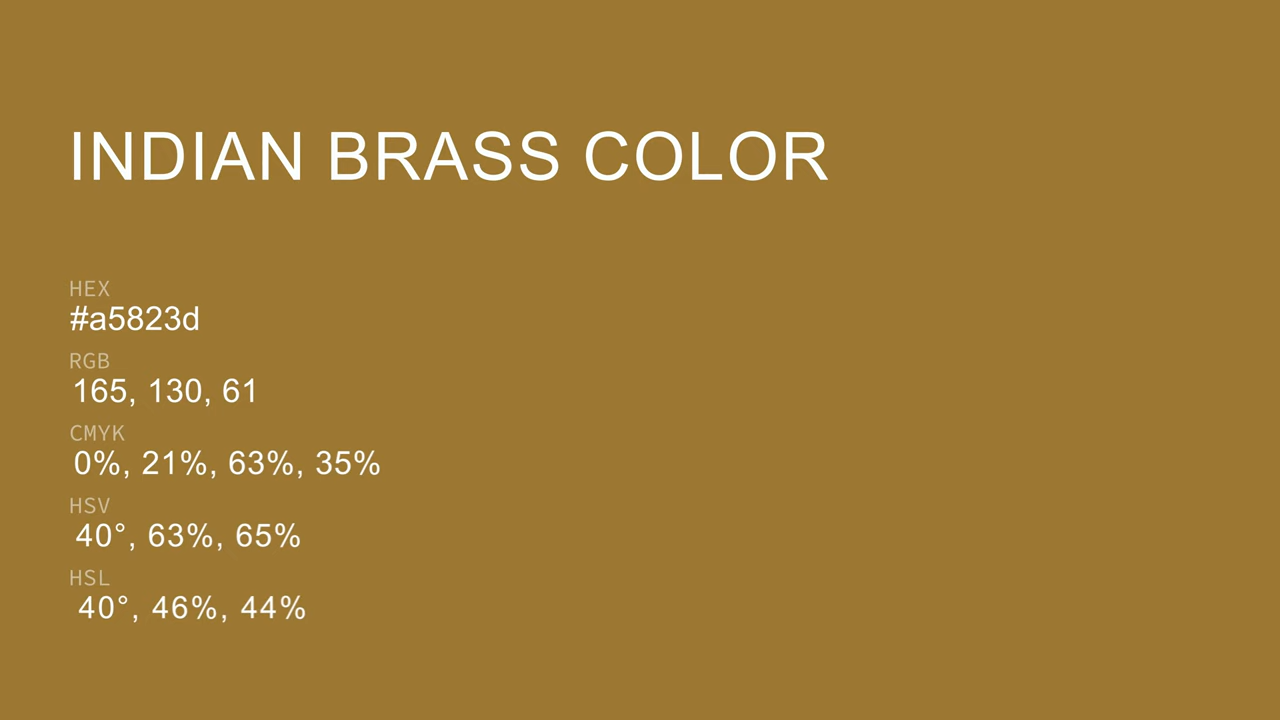 INDIAN BRASS COLOR
HEX
#a5823d
RGB
165, 130, 61
CMYK
0%, 21%, 63%, 35%
HSV
40°, 63%, 65%
HSL
40°, 46%, 44%